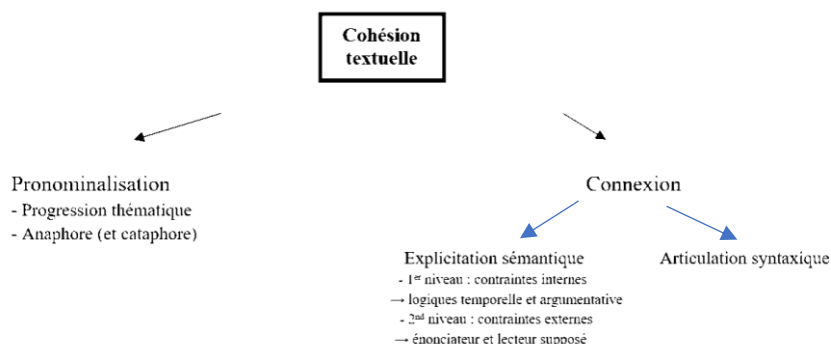 Cohésion
textuelle
Pronominalisation
- Progression thématique
- Anaphore (et cataphore)
Connexion
Explicitation sémantique
- 1er niveau : contraintes internes
→ logiques temporelle et argumentative
- 2nd niveau : contraintes externes
→ énonciateur et lecteur supposé
Articulation syntaxique